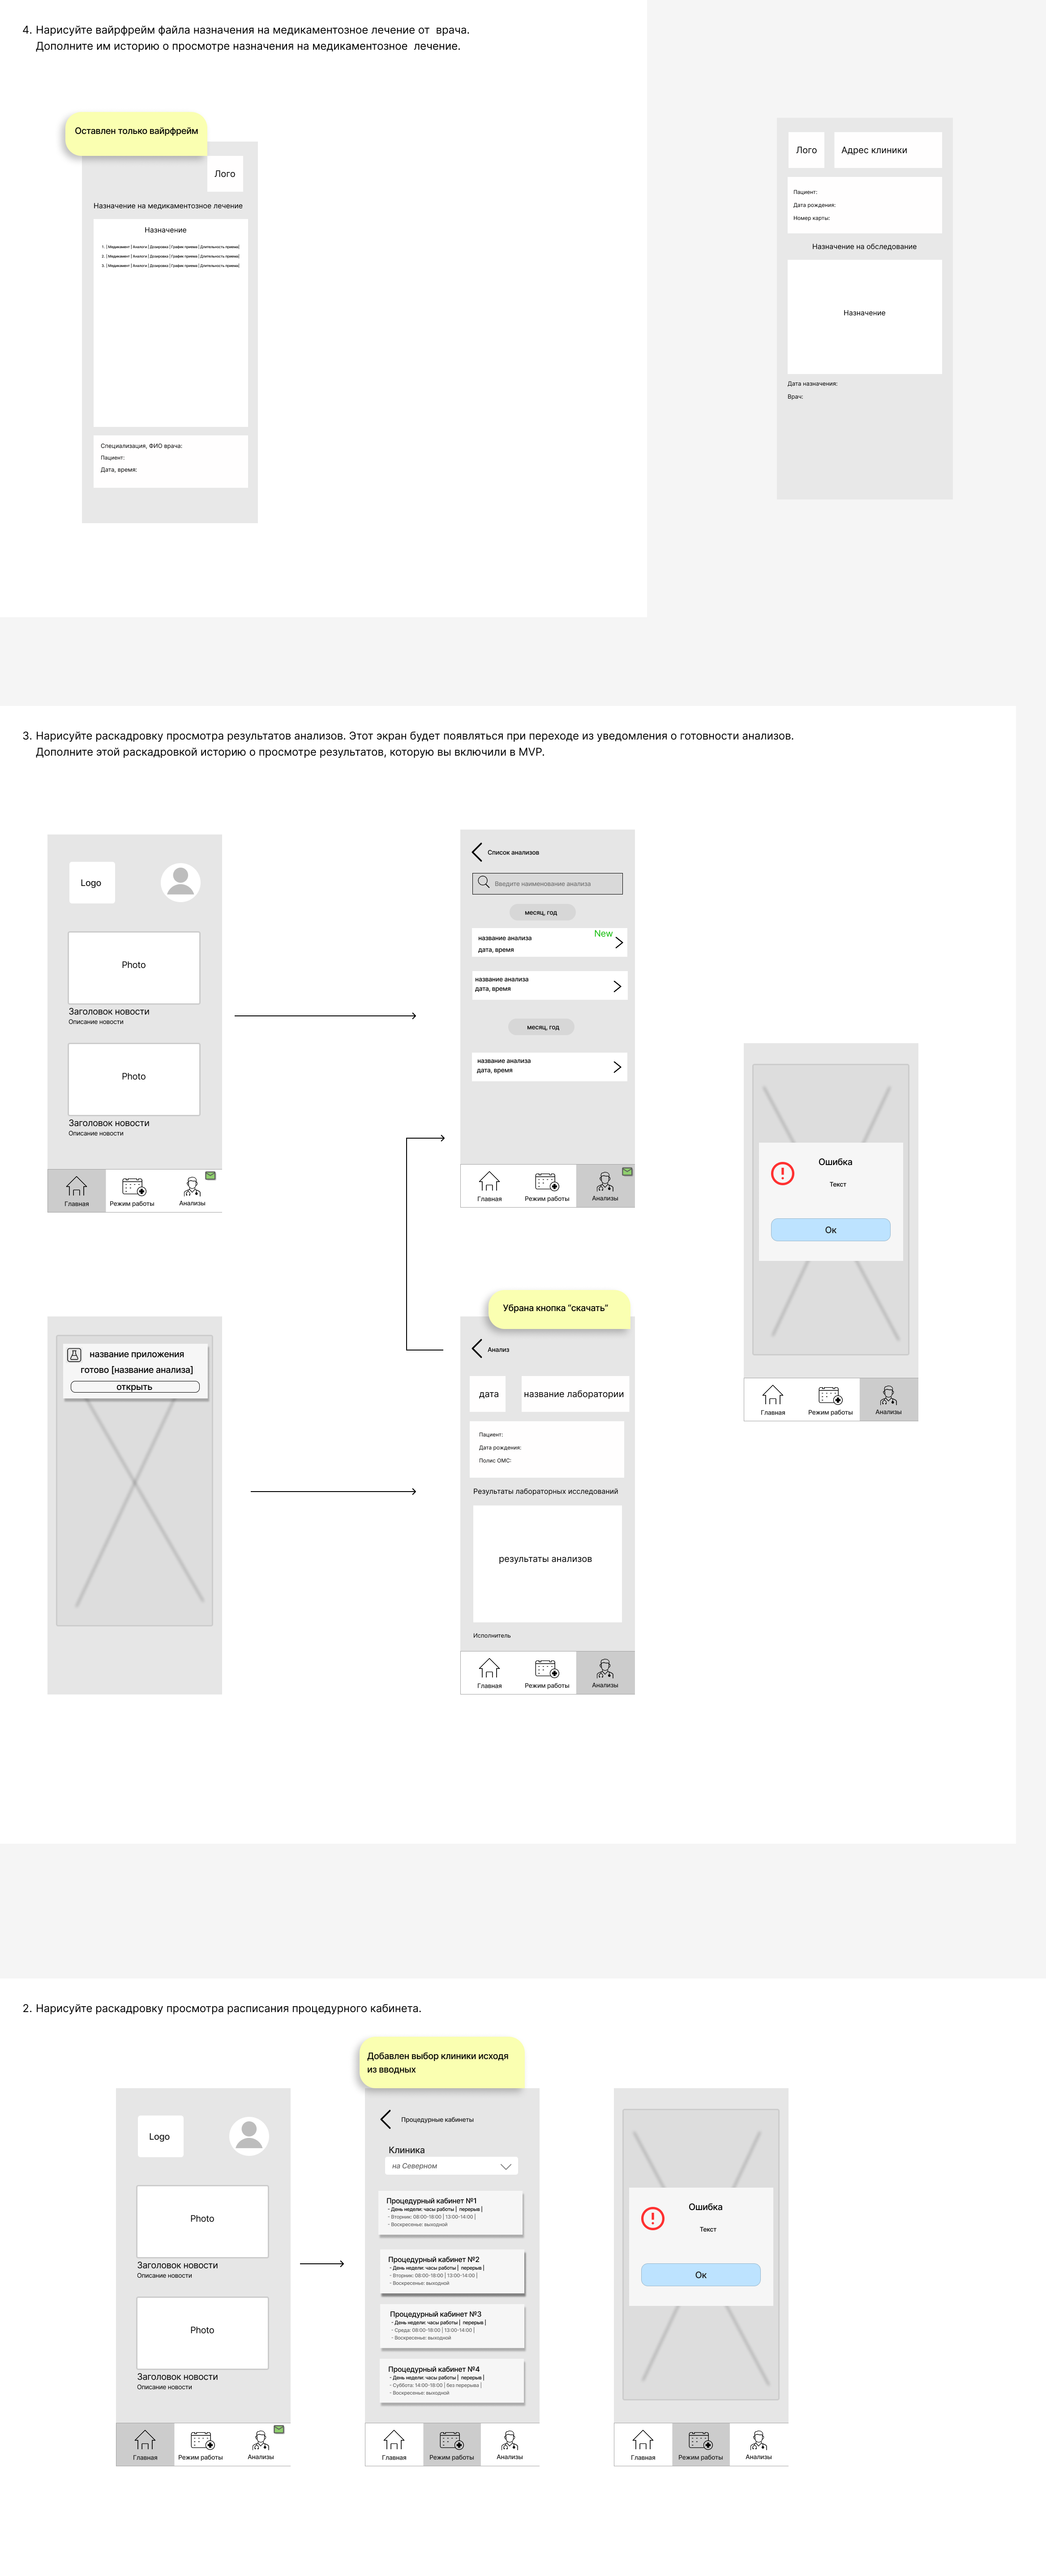 4. Нарисуйте вайрфрейм файла назначения на медикаментозное лечение от врача.
Дополните им историю о просмотре назначения на медикаментозное лечение.
Оставлен только вайрфрейм
Лого
Назначение на медикаментозное лечение
Назначение
1. | Медикамент | Аналоги | Дозировка | График приема | Длительность приема|
2. | Медикамент | Аналоги | Дозировка | График приема | Длительность приема|
3. | Медикамент | Аналоги | Дозировка | График приема | Длительность приема|
Специализация, ФИО врача:
Пациент:
Дата, время:
Лого
Адрес клиники
Пациент:
Дата рождения:
Номер карты:
Назначение на обследование
Назначение
Дата назначения:
Врач:
3. Нарисуйте раскадровку просмотра результатов анализов. Этот экран будет появляться при переходе из уведомления о готовности анализов.
Дополните этой раскадровкой историю о просмотре результатов, которую вы включили в MVP.
Logo
Photo
Заголовок новости
Описание новости
Photo
Заголовок новости
Описание новости
Главная
Режим работы
Анализы
Список анализов
Введите наименование анализа
месяц, год
название анализа
дата, время
New
название анализа
дата, время
месяц, год
название анализа
дата, время
Главная
Режим работы
Анализы
Ошибка
Текст
Ок
Главная
Режим работы
Анализы
название приложения
готово [название анализа]
открыть
Убрана кнопка "скачать"
Анализ
дата
название лаборатории
Пациент:
Дата рождения:
Полис ОМС:
Результаты лабораторных исследований
результаты анализов
Исполнитель
Главная
Режим работы
Анализы
2. Нарисуйте раскадровку просмотра расписания процедурного кабинета.
Logo
Photo
Заголовок новости
Описание новости
Photo
Заголовок новости
Описание новости
Главная
Режим работы
Анализы
Добавлен выбор клиники исходя
из вводных
Процедурные кабинеты
Клиника
на Северном
Процедурный кабинет №1
- День недели: часы работы | перерыв |
- Вторник: 08:00-18:00 | 13:00-14:00 |
- Воскресенье: выходной
Процедурный кабинет №2
- День недели: часы работы | перерыв |
- Вторник: 08:00-18:00 | 13:00-14:00 |
- Воскресенье: выходной
Процедурный кабинет №3
- День недели: часы работы | перерыв |
- Среда: 08:00-18:00 | 13:00-14:00 |
- Воскресенье: выходной
Процедурный кабинет №4
- День недели: часы работы | перерыв |
- Суббота: 14:00-18:00 | без перерыва |
- Воскресенье: выходной
Главная
Режим работы
Анализы
Ошибка
Текст
Ок
Главная
Режим работы
Анализы